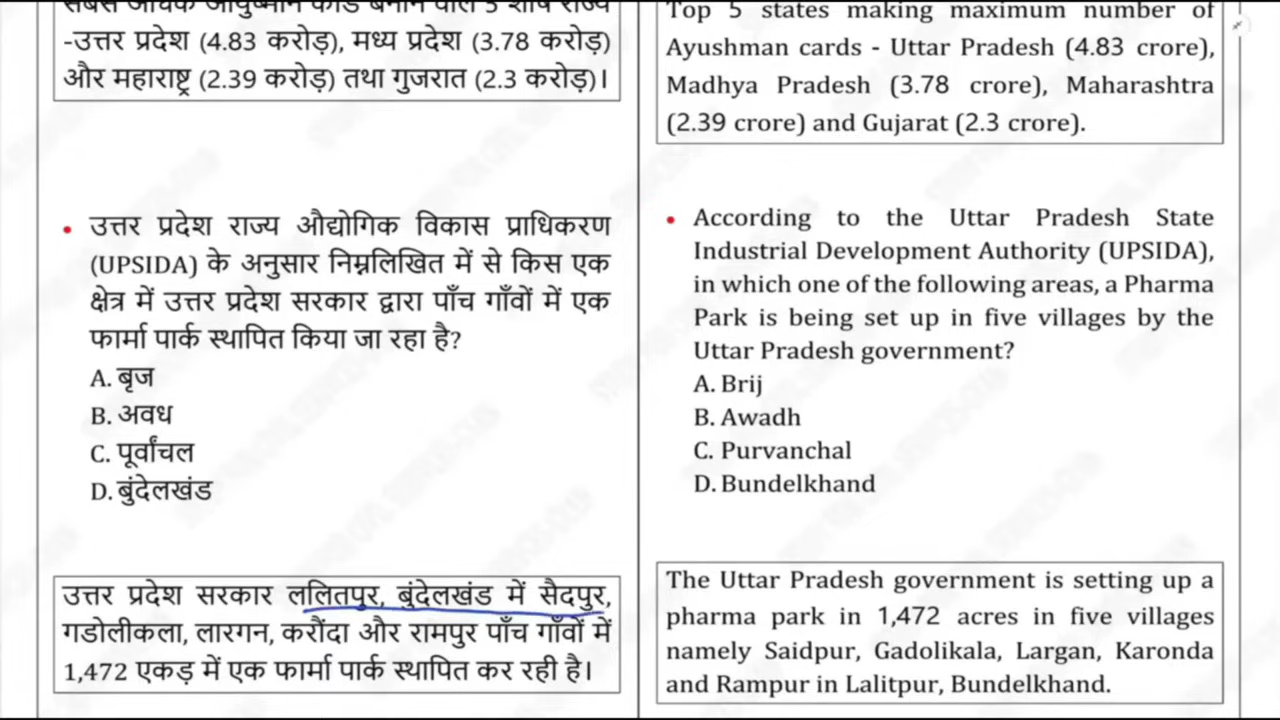 सबसे अधिक आयुष्मान कार्ड बनाने वाले 5 शीर्ष राज्य
-उत्तर प्रदेश (4.83 करोड़), मध्य प्रदेश (3.78 करोड़)
और महाराष्ट्र (2.39 करोड़) तथा गुजरात (2.3 करोड़)।
• उत्तर प्रदेश राज्य औद्योगिक विकास प्राधिकरण
(UPSIDA) के अनुसार निम्नलिखित में से किस एक
क्षेत्र में उत्तर प्रदेश सरकार द्वारा पाँच गाँवों में एक
फार्मा पार्क स्थापित किया जा रहा है?
A. बृज
B. अवध
C. पूर्वांचल
D. बुंदेलखंड
उत्तर प्रदेश सरकार ललितपुर, बुंदेलखंड में सैदपुर,
गडोलीकला, लारगन, करौंदा और रामपुर पाँच गाँवों में
1,472 एकड़ में एक फार्मा पार्क स्थापित कर रही है।
Top 5 states making maximum number of
Ayushman cards - Uttar Pradesh (4.83 crore),
Madhya Pradesh (3.78 crore), Maharashtra
(2.39 crore) and Gujarat (2.3 crore).
• According to the Uttar Pradesh State
Industrial Development Authority (UPSIDA),
in which one of the following areas, a Pharma
Park is being set up in five villages by the
Uttar Pradesh government?
A. Brij
B. Awadh
C. Purvanchal
D. Bundelkhand
The Uttar Pradesh government is setting up a
pharma park in 1,472 acres in five villages
namely Saidpur, Gadolikala, Largan, Karonda
and Rampur in Lalitpur, Bundelkhand.